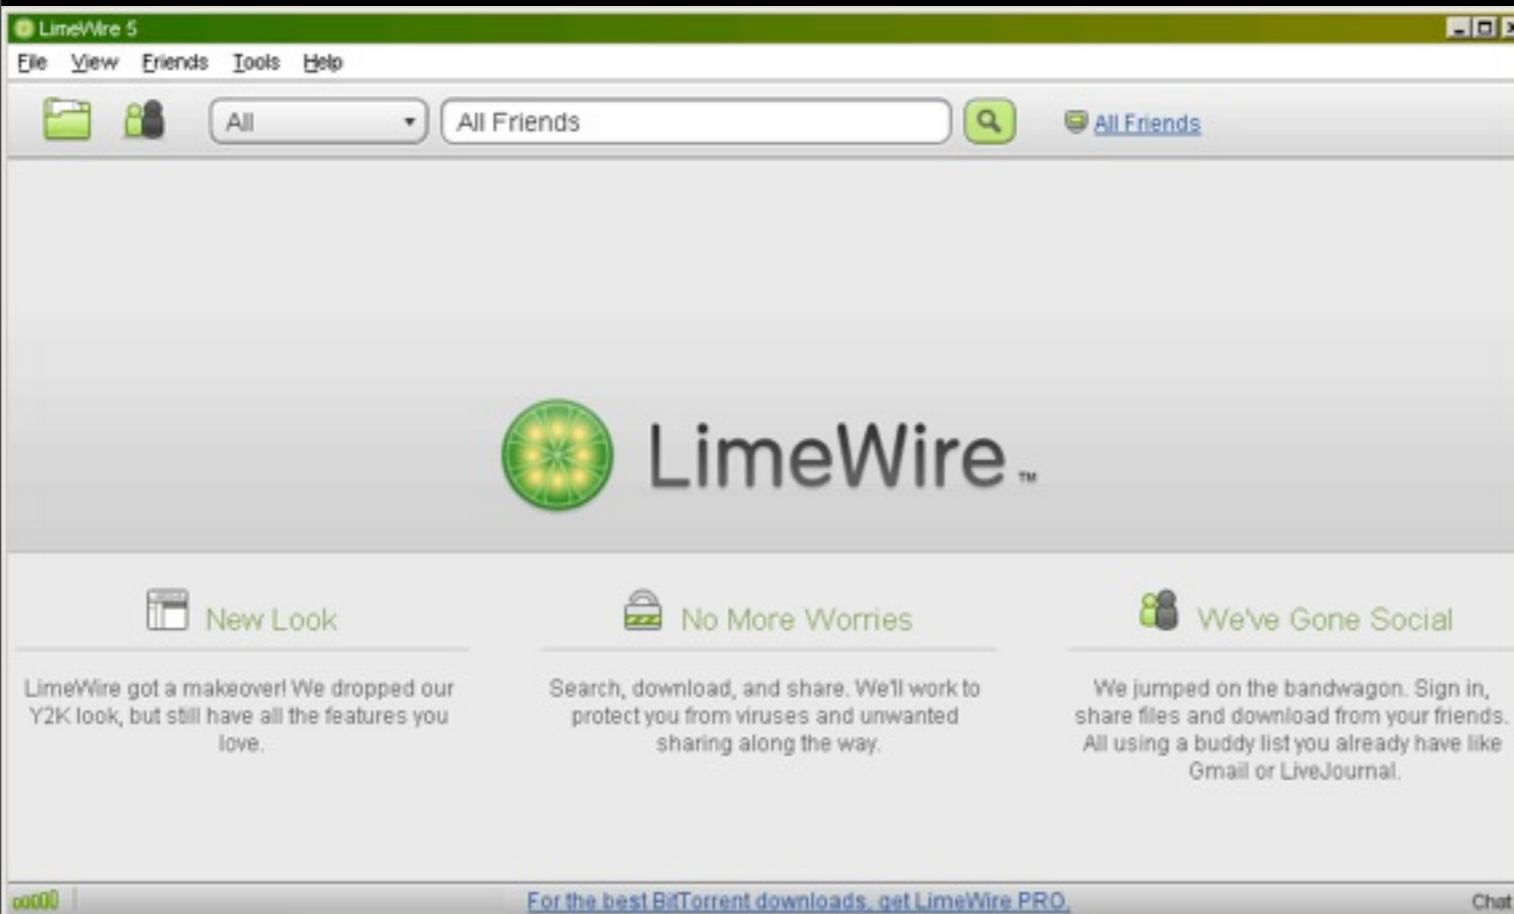 LimeWire 5
File View Friends Tools Help
All All Friends All Friends
LimeWire ™
New Look
LimeWire got a makeover! We dropped our
Y2K look, but still have all the features you
love.
No More Worries
Search, download, and share. We'll work to
protect you from viruses and unwanted
sharing along the way.
We've Gone Social
We jumped on the bandwagon. Sign in,
share files and download from your friends.
All using a buddy list you already have like
Gmail or LiveJournal.
For the best BitTorrent downloads, get LimeWire PRO. Chat